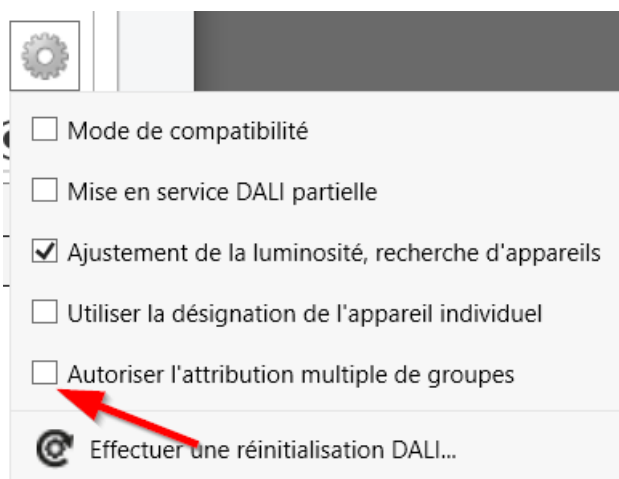 Mode de compatibilité
Mise en service DALI partielle
Ajustement de la luminosité, recherche d'appareils
Utiliser la désignation de l'appareil individuel
Autoriser l'attribution multiple de groupes
Effectuer une réinitialisation DALI...